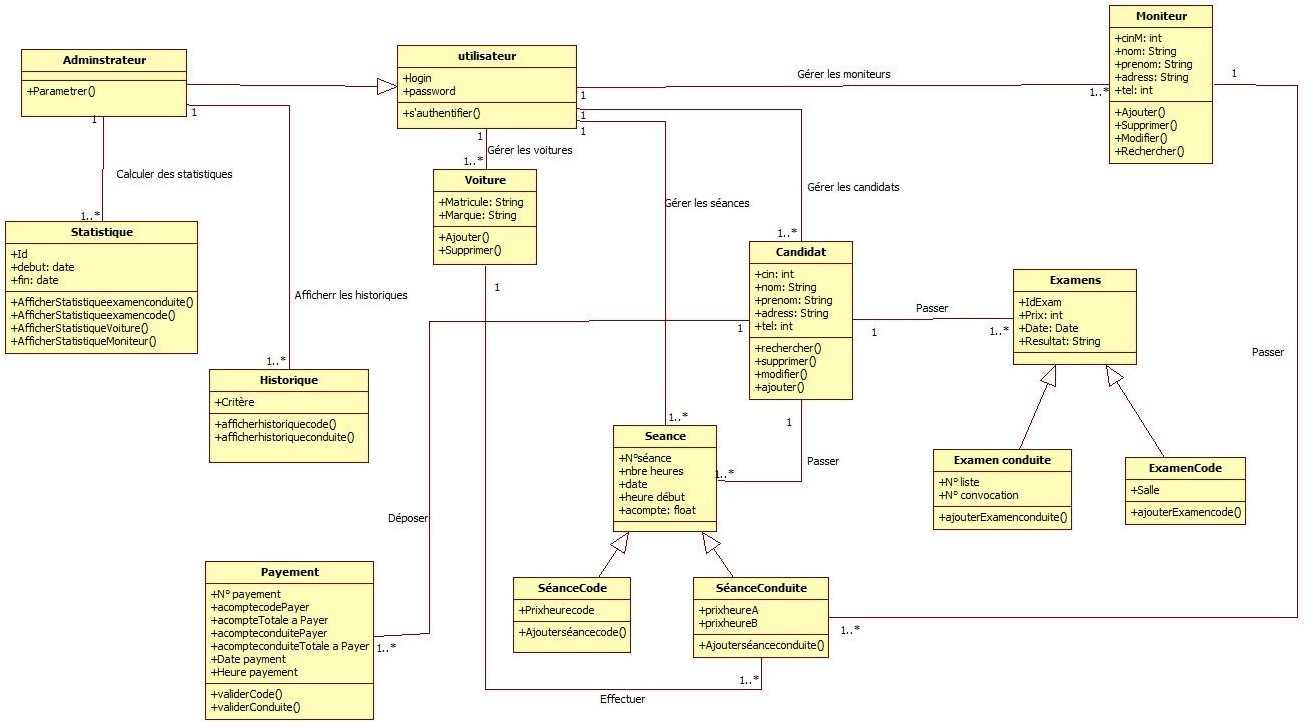 Adminstrateur
+Parametrer()
1
1
utilisateur
+login
+password
+s'authentifier()
1
1
1
1
Gérer les moniteurs
1..*
Moniteur
+cinM: int
+nom: String
+prenom: String
+adress: String
+tel: int
+Ajouter()
+Supprimer()
+Modifier()
+Rechercher()
1
Calculer des statistiques
1..*
Statistique
+Id
+debut: date
+fin: date
+AfficherStatistiqueexamenconduite()
+AfficherStatistiqueexamencode()
+AfficherStatistiqueVoiture()
+AfficherStatistiqueMoniteur()
Gérer les voitures
1..*
Voiture
+Matricule: String
+Marque: String
+Ajouter()
+Supprimer()
1
Gérer les séances
Gérer les candidats
1..*
Candidat
+cin: int
+nom: String
+prenom: String
+adress: String
+tel: int
+rechercher()
+supprimer()
+modifier()
+ajouter()
1
1
1
Passer
1..*
Examens
+IdExam
+Prix: int
+Date: Date
+Resultat: String
Passer
Afficherr les historiques
1..*
Historique
+Critère
+afficherhistoriquecode()
+afficherhistoriqueconduite()
1..*
Seance
+N°séance
+nbre heures
+date
+heure début
+acompte: float
1..*
Passer
Examen conduite
+N° liste
+N° convocation
+ajouterExamenconduite()
ExamenCode
+Salle
+ajouterExamencode()
Déposer
Payement
+N° payement
+acomptecodePayer
+acompteTotale a Payer
+acompteconduitePayer
+acompteconduiteTotale a Payer
+Date payment
+Heure payement
+validerCode()
+validerConduite()
1..*
SéanceCode
+Prixheurecode
+Ajouterséancecode()
SéanceConduite
+prixheureA
+prixheureB
+Ajouterséanceconduite()
1..*
1..*
Effectuer